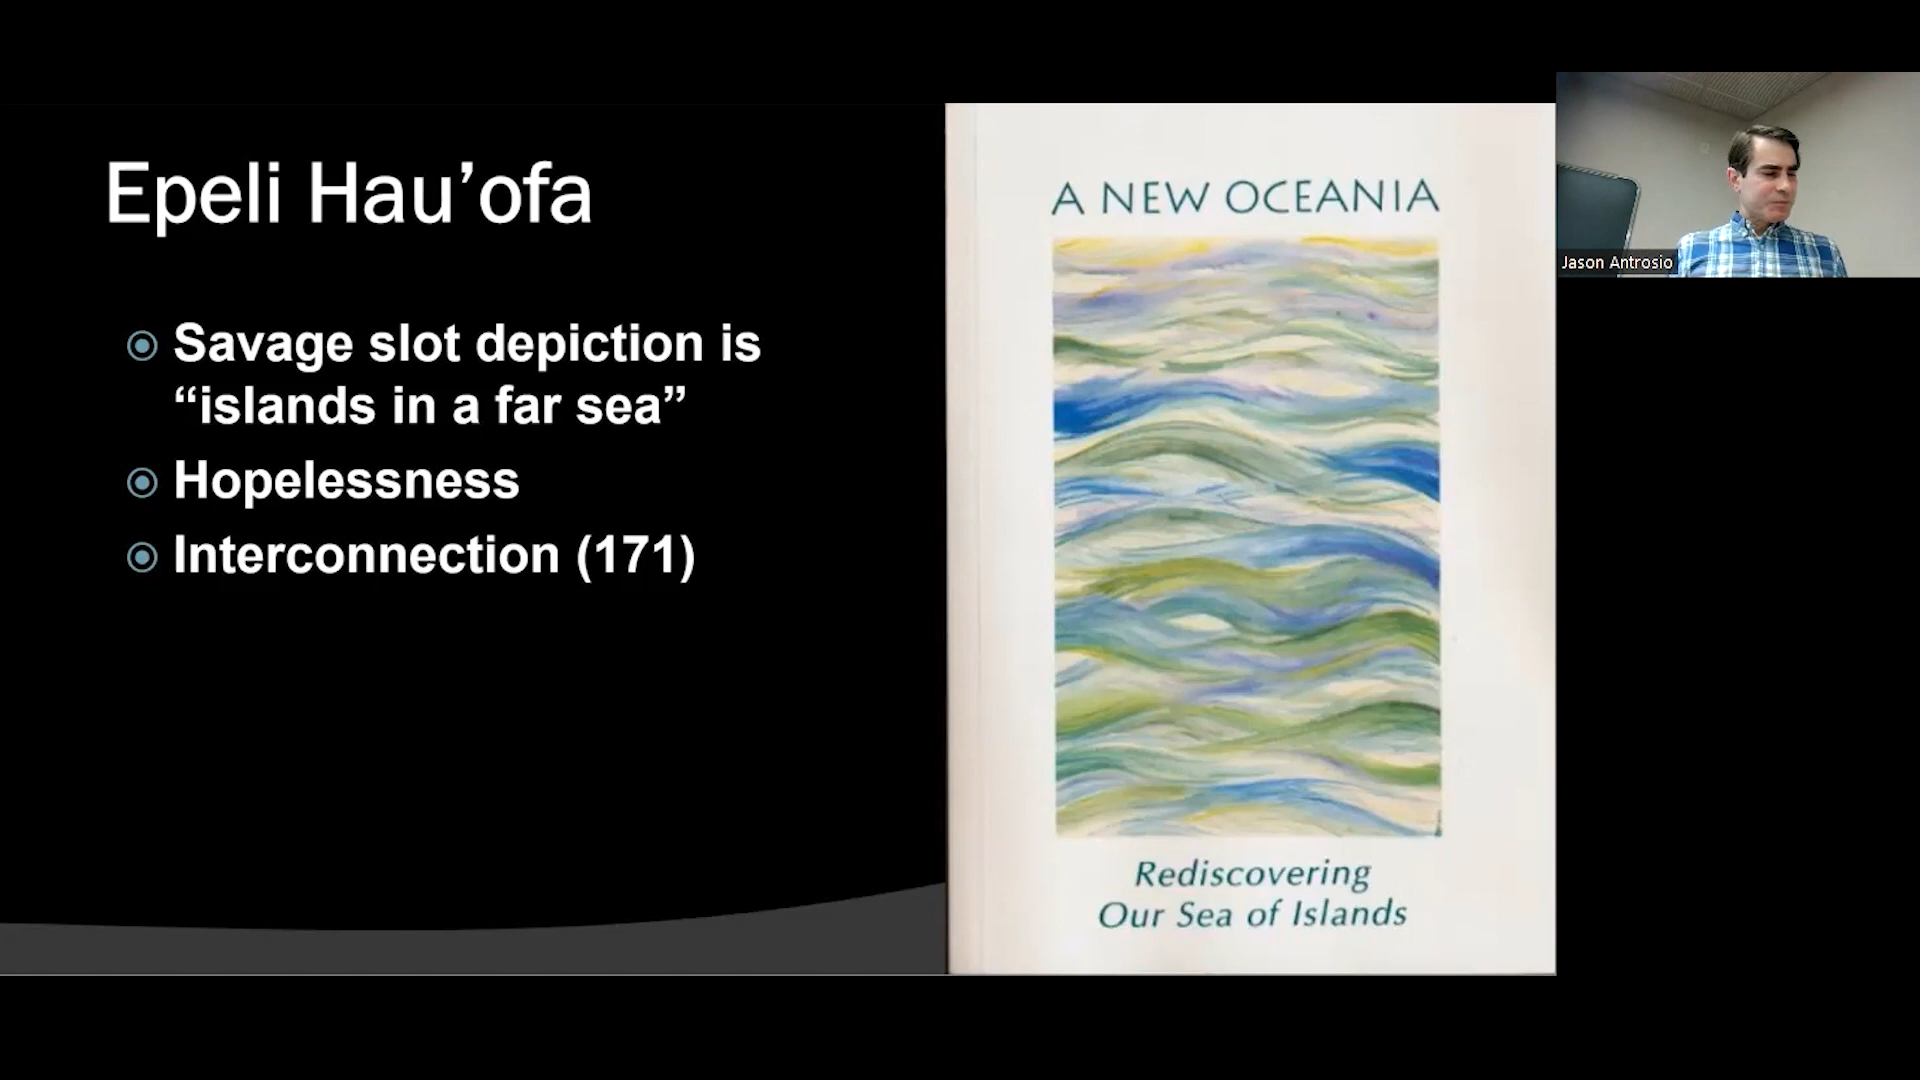 Epeli Hau’ofa
Savage slot depiction is
“islands in a far sea”
Hopelessness
Interconnection (171)
A NEW OCEANIA
Rediscovering
Our Sea of Islands
Jason Antrosio